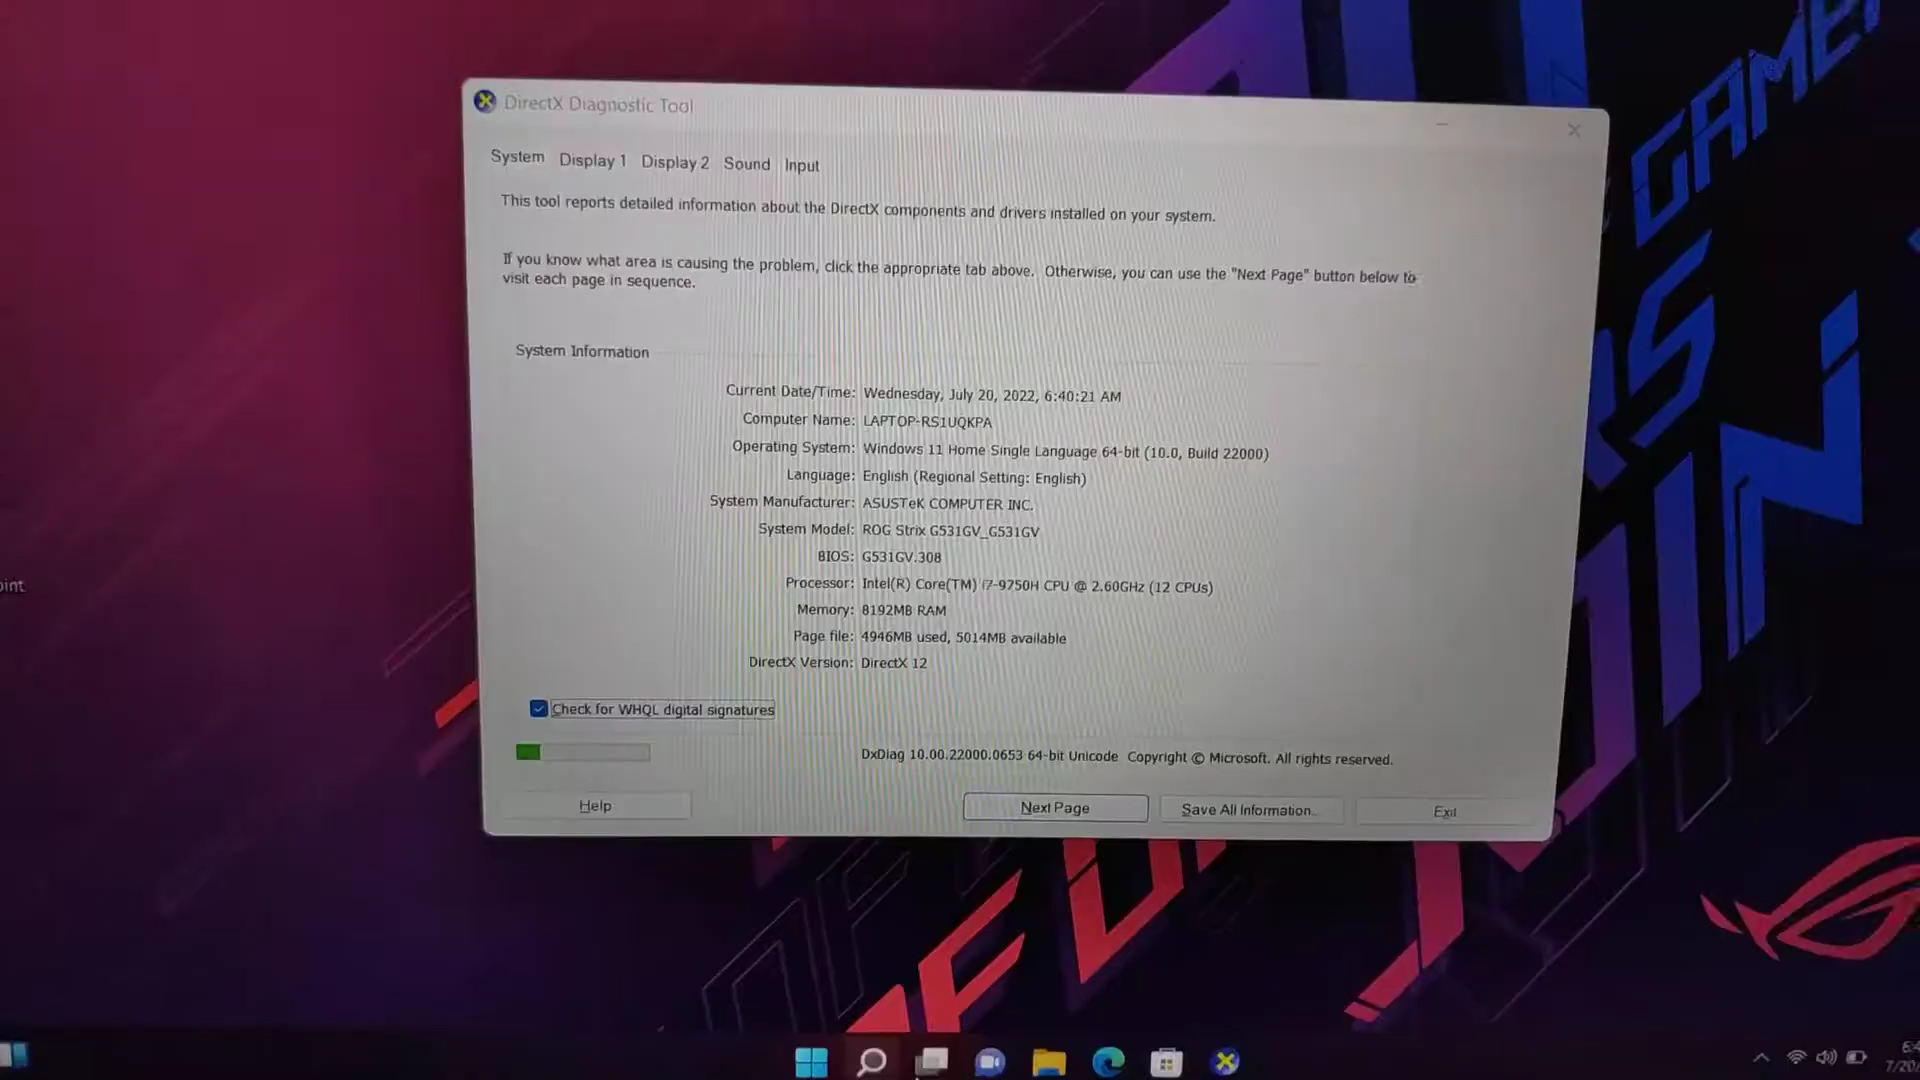 DirectX Diagnostic Tool
System Display 1 Display 2 Sound Input
This tool reports detailed information about the DirectX components and drivers installed on your system.
If you know what area is causing the problem, click the appropriate tab above. Otherwise, you can use the "Next Page" button below to
visit each page in sequence.
System Information
Current Date/Time: Wednesday, July 20, 2022, 6:40:21 AM
Computer Name: LAPTOP-RS1UQKPA
Operating System: Windows 11 Home Single Language 64-bit (10.0, Build 22000)
Language: English (Regional Setting: English)
System Manufacturer: ASUSTeK COMPUTER INC.
System Model: ROG Strix G531GV_G531GV
BIOS: G531GV.308
Processor: Intel(R) Core(TM) i7-9750H CPU @ 2.60GHz (12 CPUs)
Memory: 8192MB RAM
Page file: 4946MB used, 5014MB available
DirectX Version: DirectX 12
Check for WHQL digital signatures
DxDiag 10.00.22000.0653 64-bit Unicode Copyright © Microsoft. All rights reserved.
Help Next Page Save All Information... Exit
oint
GAMER
OF
7/20/